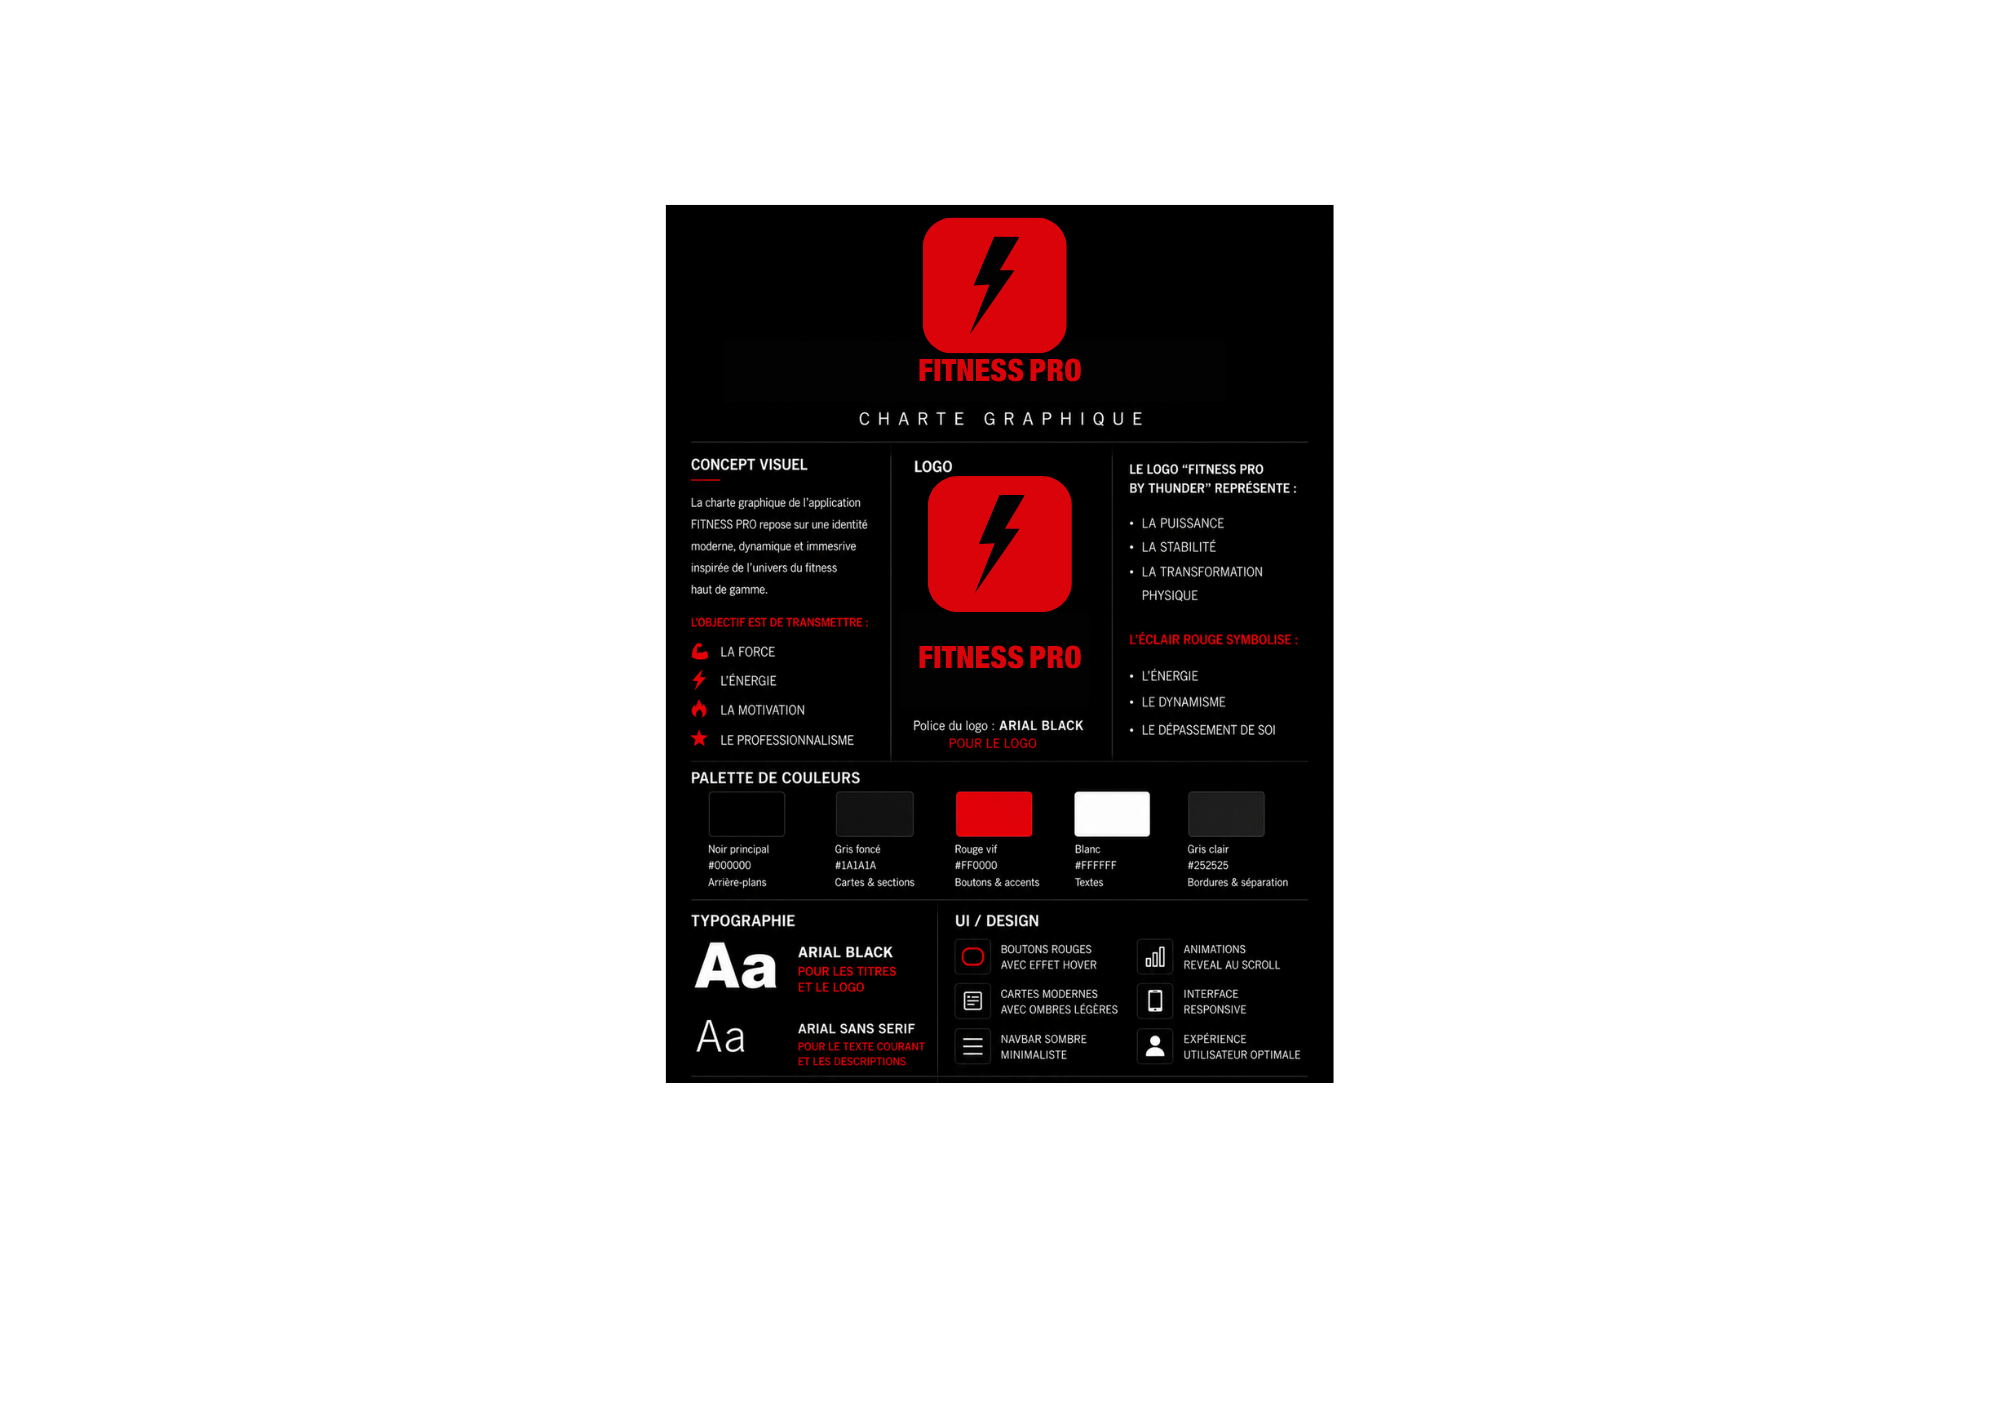 FITNESS PRO
CHARTE GRAPHIQUE
CONCEPT VISUEL
La charte graphique de l'application
FITNESS PRO repose sur une identité
moderne, dynamique et immesrive
inspirée de l'univers du fitness
haut de gamme.
L'OBJECTIF EST DE TRANSMETTRE :
LA FORCE
L'ÉNERGIE
LA MOTIVATION
LE PROFESSIONNALISME
LOGO
FITNESS PRO
Police du logo : ARIAL BLACK
POUR LE LOGO
LE LOGO “FITNESS PRO
BY THUNDER” REPRÉSENTE :
• LA PUISSANCE
• LA STABILITÉ
• LA TRANSFORMATION
PHYSIQUE
L'ÉCLAIR ROUGE SYMBOLISE :
• L'ÉNERGIE
• LE DYNAMISME
• LE DÉPASSEMENT DE SOI
PALETTE DE COULEURS
Noir principal
#000000
Arrière-plans
Gris foncé
#1A1A1A
Cartes & sections
Rouge vif
#FF0000
Boutons & accents
Blanc
#FFFFFF
Textes
Gris clair
#252525
Bordures & séparation
TYPOGRAPHIE
Aa
ARIAL BLACK
POUR LES TITRES
ET LE LOGO
Aa
ARIAL SANS SERIF
POUR LE TEXTE COURANT
ET LES DESCRIPTIONS
UI / DESIGN
BOUTONS ROUGES
AVEC EFFET HOVER
CARTES MODERNES
AVEC OMBRES LÉGÈRES
NAVBAR SOMBRE
MINIMALISTE
ANIMATIONS
REVEAL AU SCROLL
INTERFACE
RESPONSIVE
EXPÉRIENCE
UTILISATEUR OPTIMALE